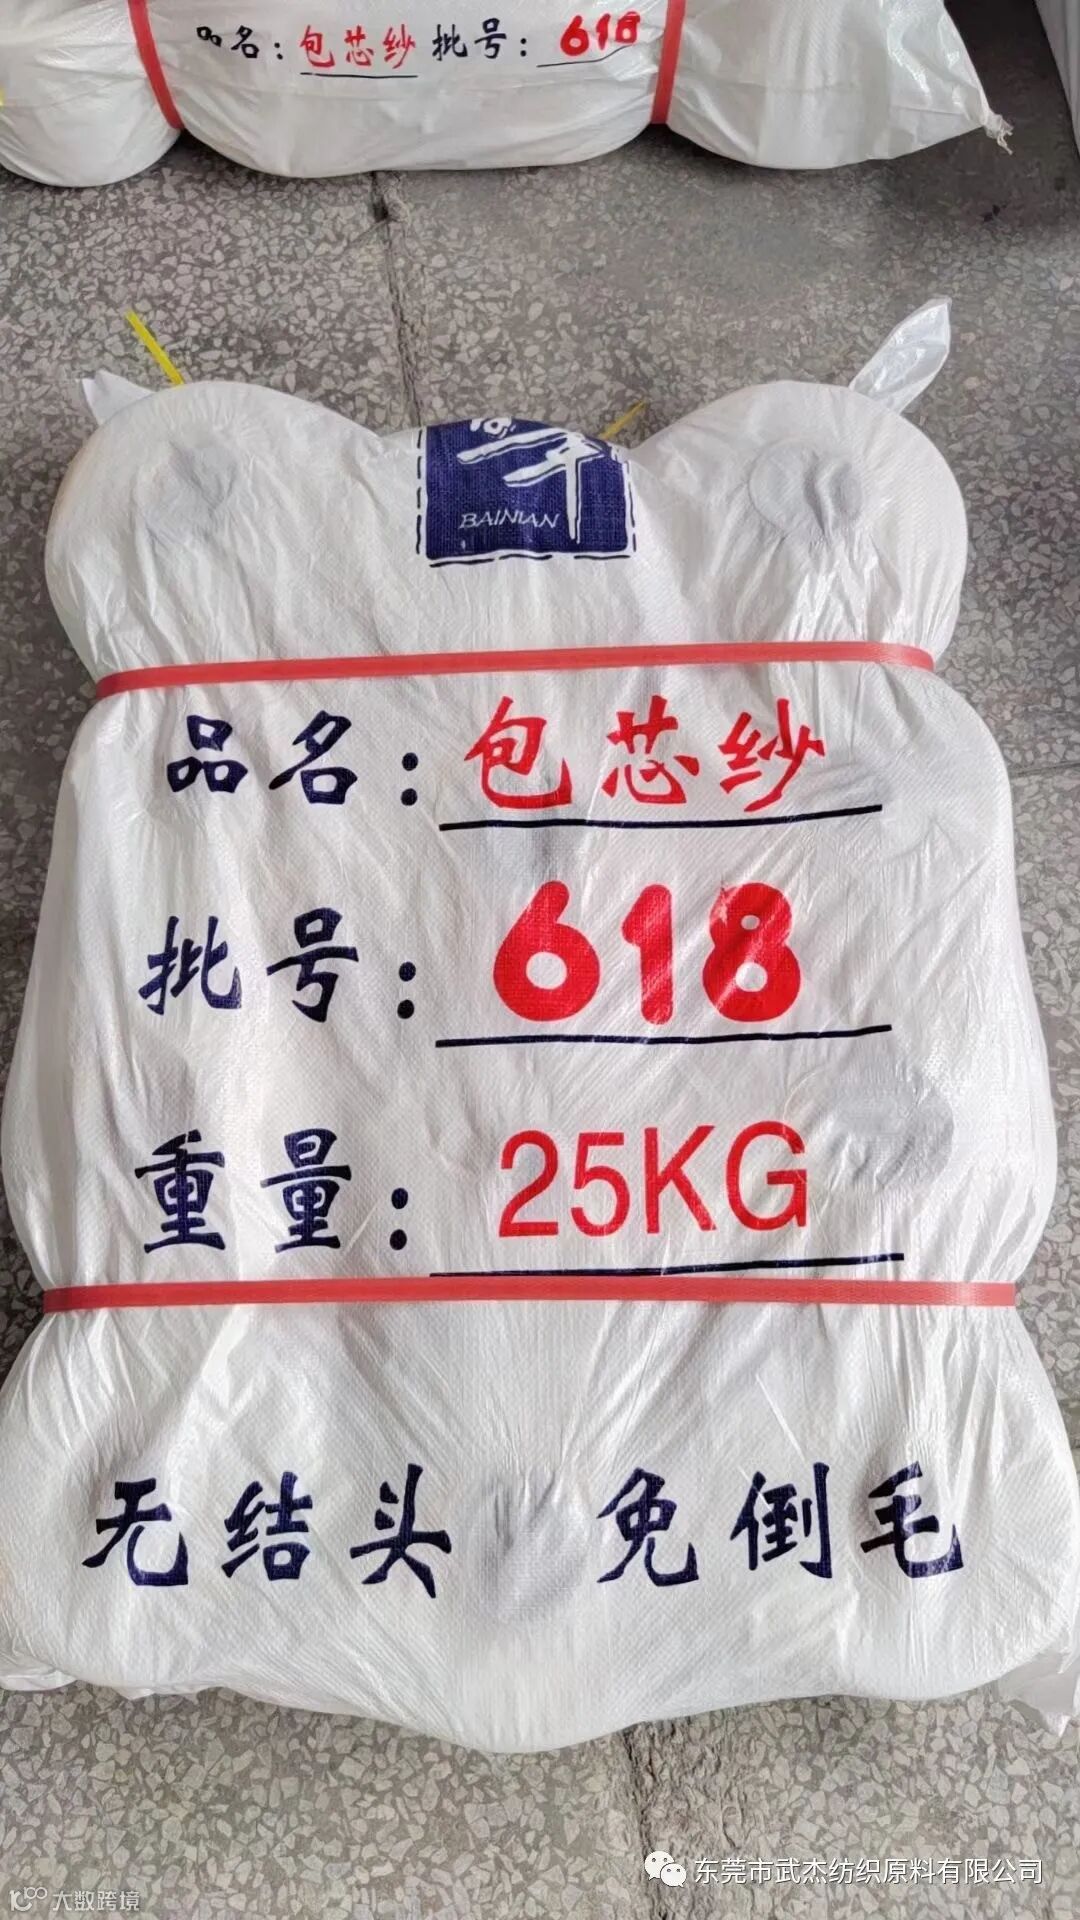 品名：包芯纱 批号：618
年
BAINIAN
品名：包芯纱
批号：618
重量：25KG
无结头 免倒毛
东莞市武杰纺织原料有限公司
大数跨境